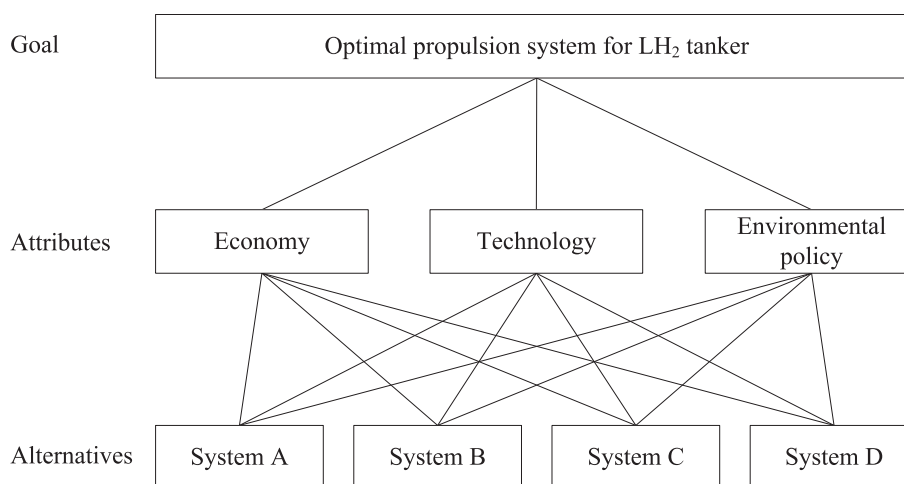 Goal
Optimal propulsion system for LH₂ tanker
Attributes
Economy
Technology
Environmental
policy
Alternatives
System A
System B
System C
System D